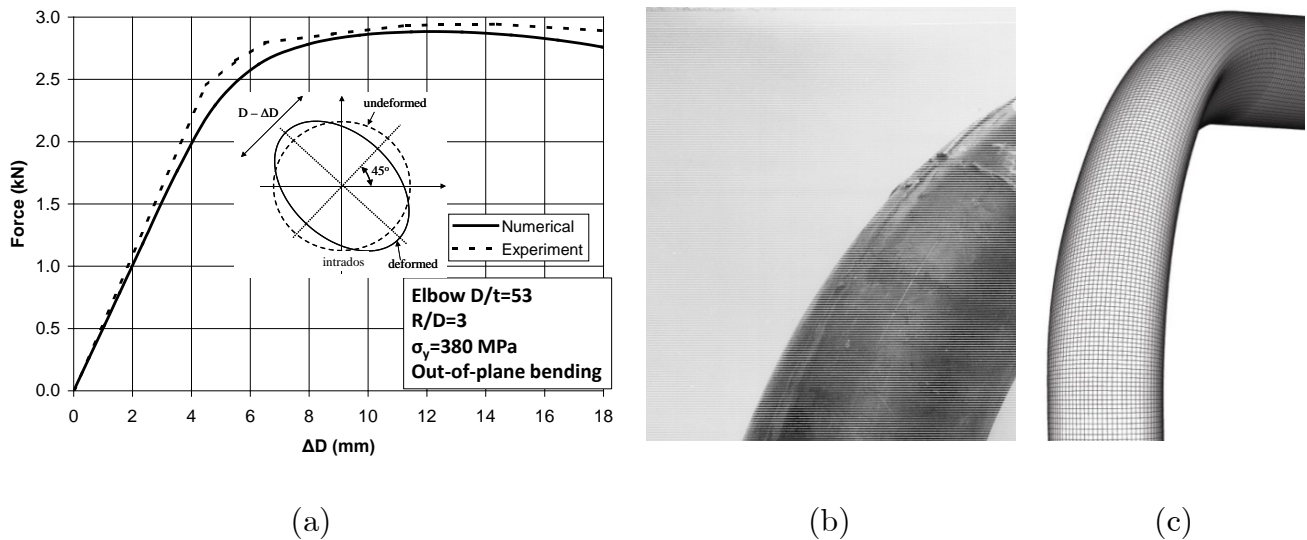 3.0
2.5
2.0
1.5
1.0
0.5
0.0
Force (kN)
0 2 4 6 8 10 12 14 16 18
ΔD (mm)
D – ΔD
undeformed
45º
intrados
deformed
Numerical
Experiment
Elbow D/t=53
R/D=3
σy=380 MPa
Out-of-plane bending
(a)
(b)
(c)